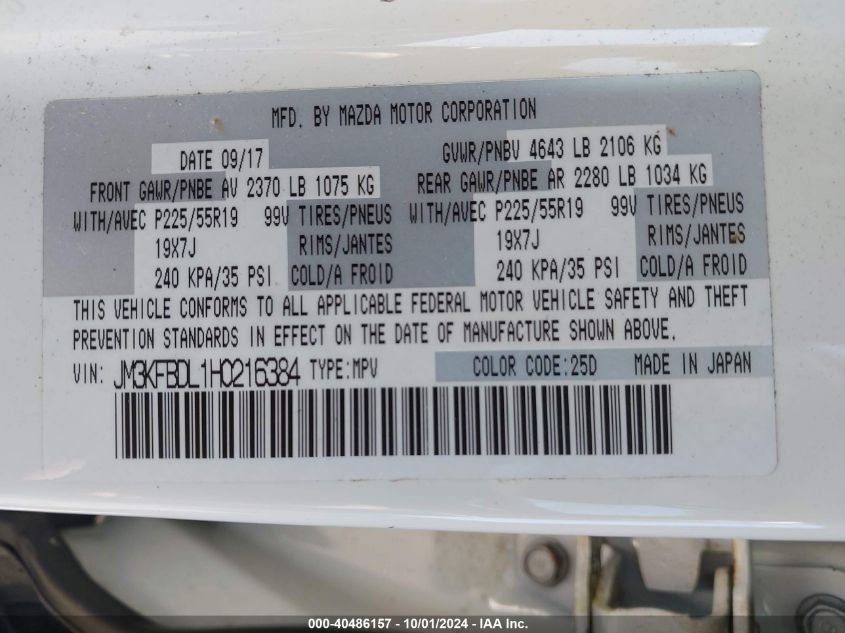 MFD. BY MAZDA MOTOR CORPORATION
DATE 09/17 GVWR/PNBV 4643 LB 2106 KG
FRONT GAWR/PNBE AV 2370 LB 1075 KG REAR GAWR/PNBE AR 2280 LB 1034 KG
WITH/AVEC P225/55R19 99V TIRES/PNEUS WITH/AVEC P225/55R19 99V TIRES/PNEUS
19X7J RIMS/JANTES 19X7J RIMS/JANTES
240 KPA/35 PSI COLD/A FROID 240 KPA/35 PSI COLD/A FROID
THIS VEHICLE CONFORMS TO ALL APPLICABLE FEDERAL MOTOR VEHICLE SAFETY AND THEFT
PREVENTION STANDARDS IN EFFECT ON THE DATE OF MANUFACTURE SHOWN ABOVE.
VIN: JM3KFBDL1H0216384 TYPE:MPV COLOR CODE:25D MADE IN JAPAN
000-40486157 - 10/01/2024 - IAAI, Inc.